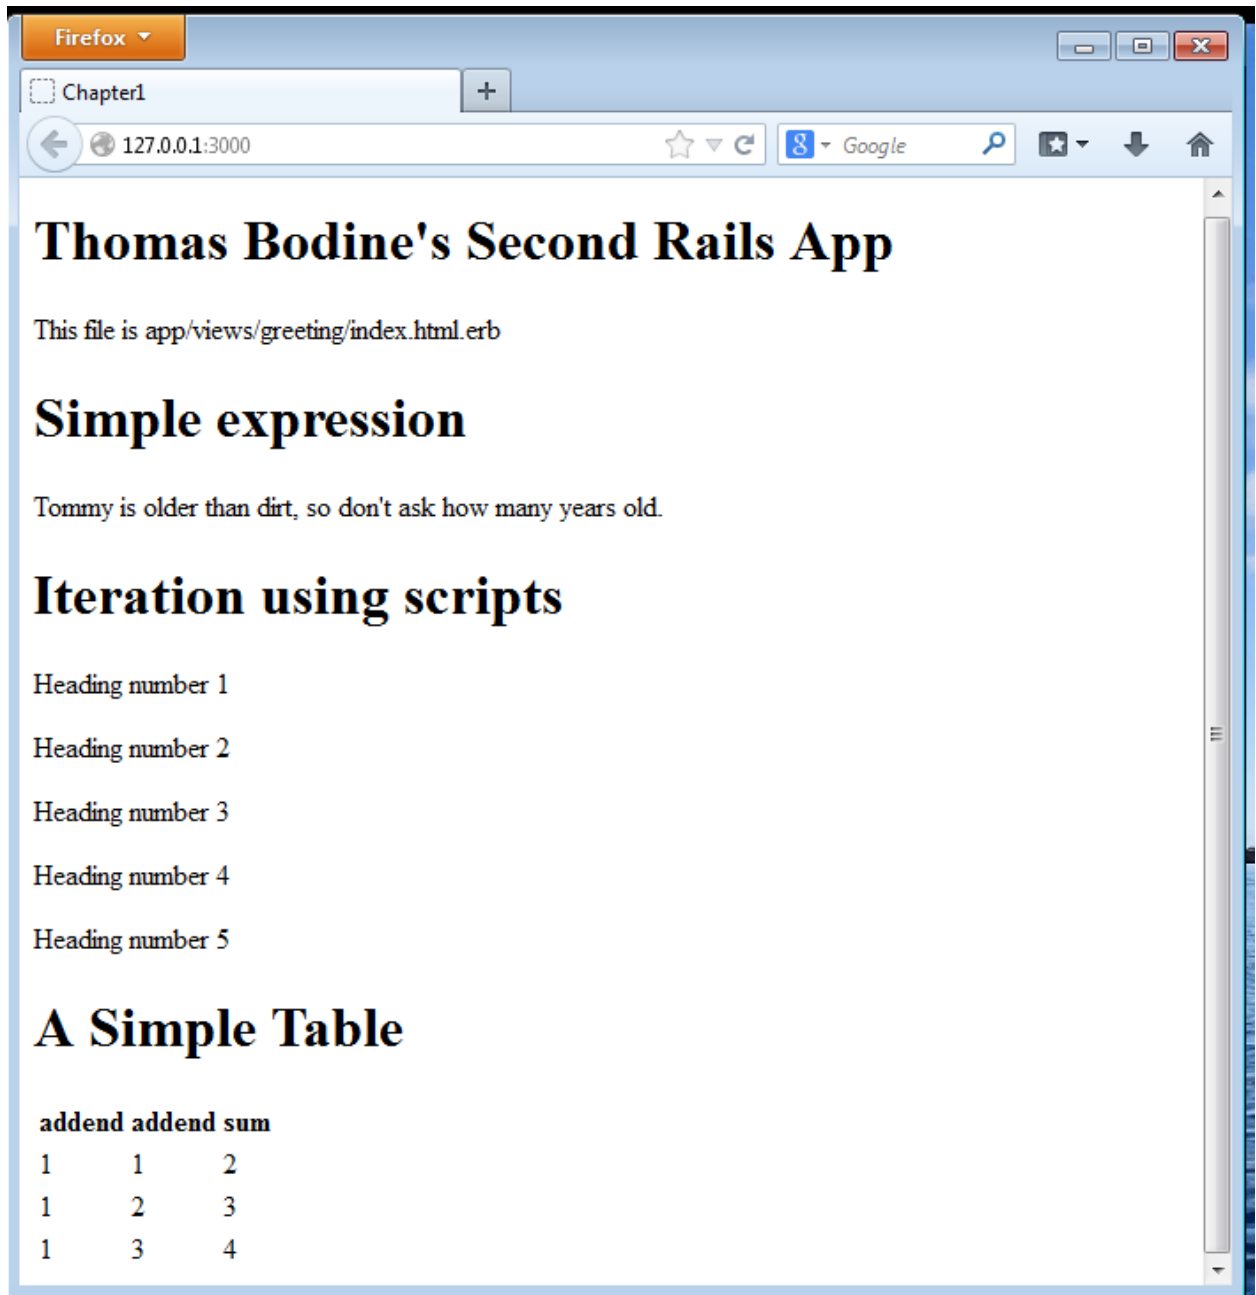 Firefox
Chapter1
127.0.0.1:3000
8 Google
Thomas Bodine's Second Rails App
This file is app/views/greeting/index.html.erb
Simple expression
Tommy is older than dirt, so don't ask how many years old.
Iteration using scripts
Heading number 1
Heading number 2
Heading number 3
Heading number 4
Heading number 5
A Simple Table
addend addend sum
1 1 2
1 2 3
1 3 4